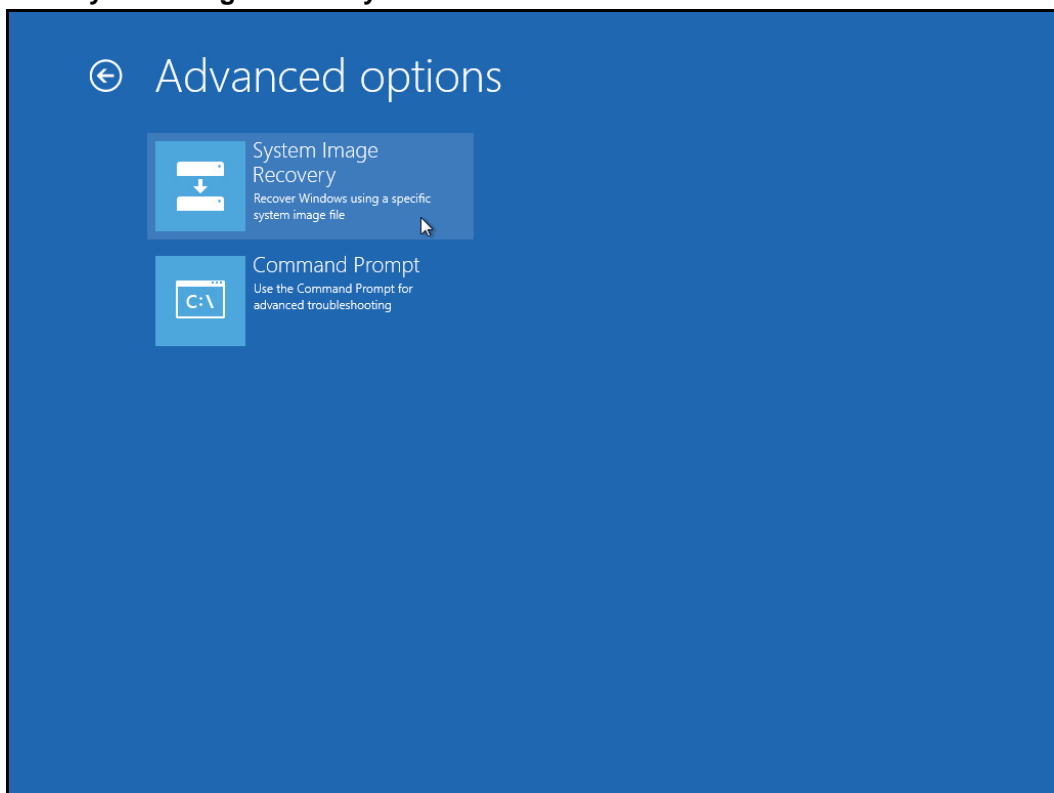 Advanced options
System Image
Recovery
Recover Windows using a specific
system image file
Command Prompt
Use the Command Prompt for
advanced troubleshooting
C:\